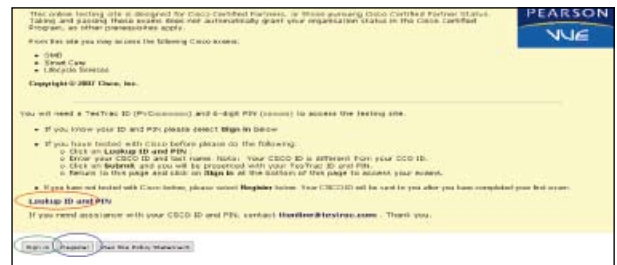 This online testing site is designed for Cisco Certified Partners, or those pursuing Cisco Certified Partner Status.
Taking and passing these exams does not automatically grant your organisation status in the Cisco Certified
Program, as other prerequisites apply.
PEARSON
VUE
From this site you may access the following Cisco exams:
• SMB
• Smart Care
• Lifecycle Services
Copyright © 2007 Cisco, Inc.
You will need a TesTrac ID and 6-digit PIN to access the testing site.
• If you know your ID and PIN please select Sign in below
• If you have tested with Cisco before please do the following:
o Click on Lookup ID and PIN
o Enter your CSCO ID and last name. Note: Your CSCO ID is different from your CCO ID.
o Click on Submit and you will be presented with your TesTrac ID and PIN.
o Return to this page and click on Sign in at the bottom of this page to access your exams.
• If you have not tested with Cisco before, please select Register below. Your CSCO ID will be sent to you after you have completed your first exam
Lookup ID and PIN
If you need assistance with your CSCO ID and PIN, contact . Thank you.
Sign in Register Site Policy Statement